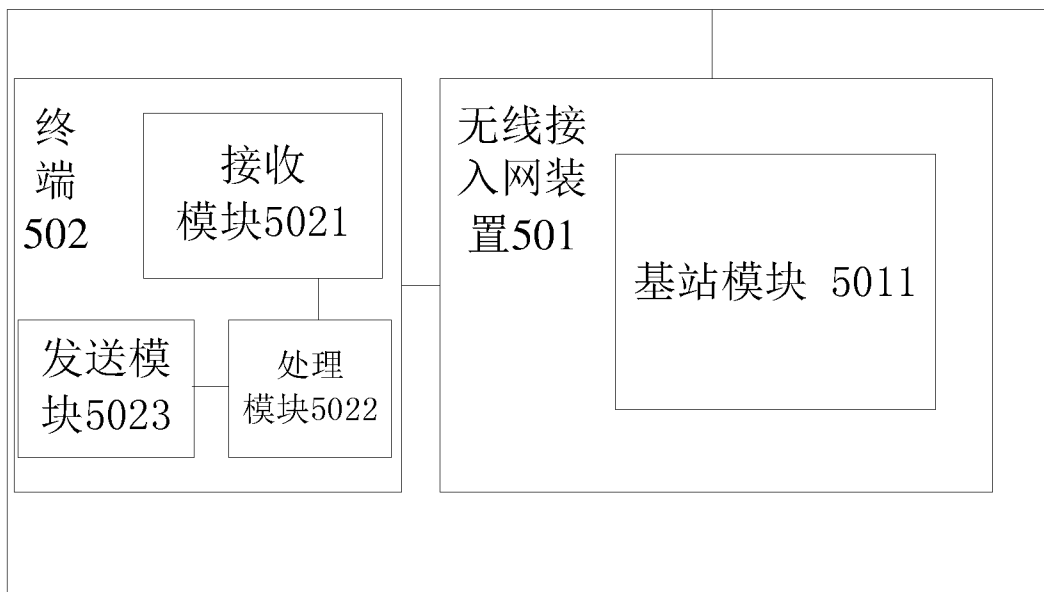 终
端
502
接收
模块5021
发送模
块5023
处理
模块5022
无线接
入网装
置501
基站模块 5011